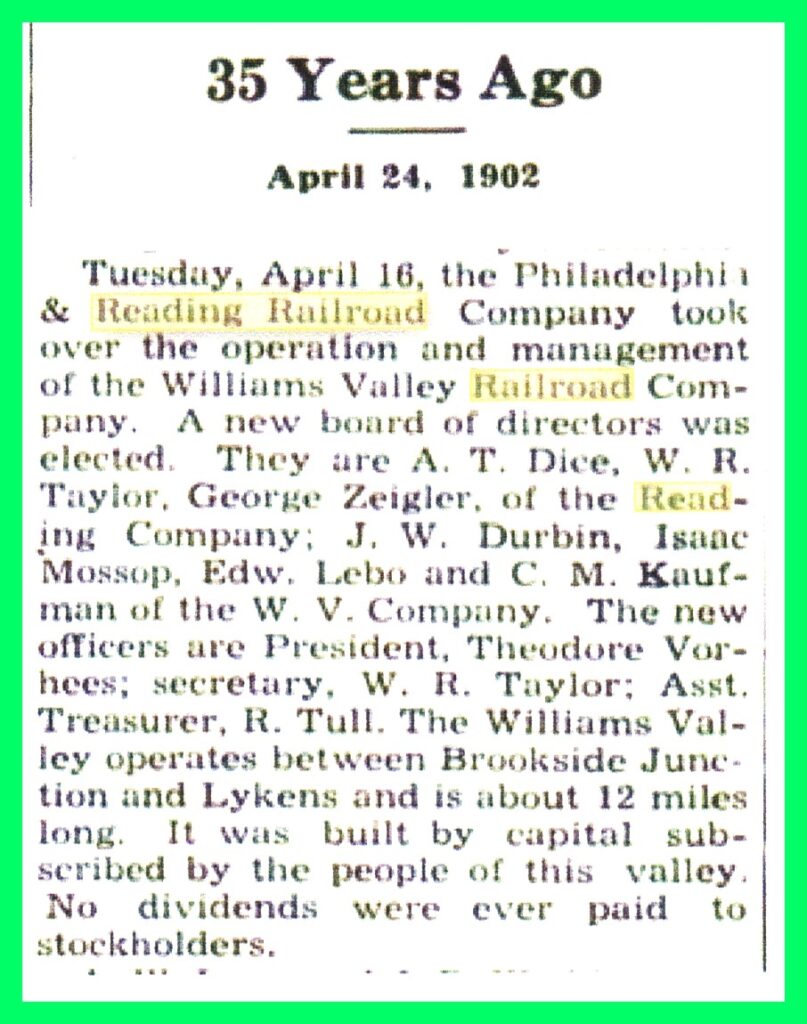 35 Years Ago
April 24, 1902
Tuesday, April 16, the Philadelphia
& Reading Railroad Company took
over the operation and management
of the Williams Valley Railroad Com-
pany. A new board of directors was
elected. They are A. T. Dice, W. R.
Taylor, George Zeigler, of the Read-
ing Company; J. W. Durbin, Isaac
Mossop, Edw. Lebo and C. M. Kauf-
man of the W. V. Company. The new
officers are President, Theodore Vor-
hees; secretary, W. R. Taylor; Asst.
Treasurer, R. Tull. The Williams Val-
ley operates between Brookside Junc-
tion and Lykens and is about 12 miles
long. It was built by capital sub-
scribed by the people of this valley.
No dividends were ever paid to
stockholders.